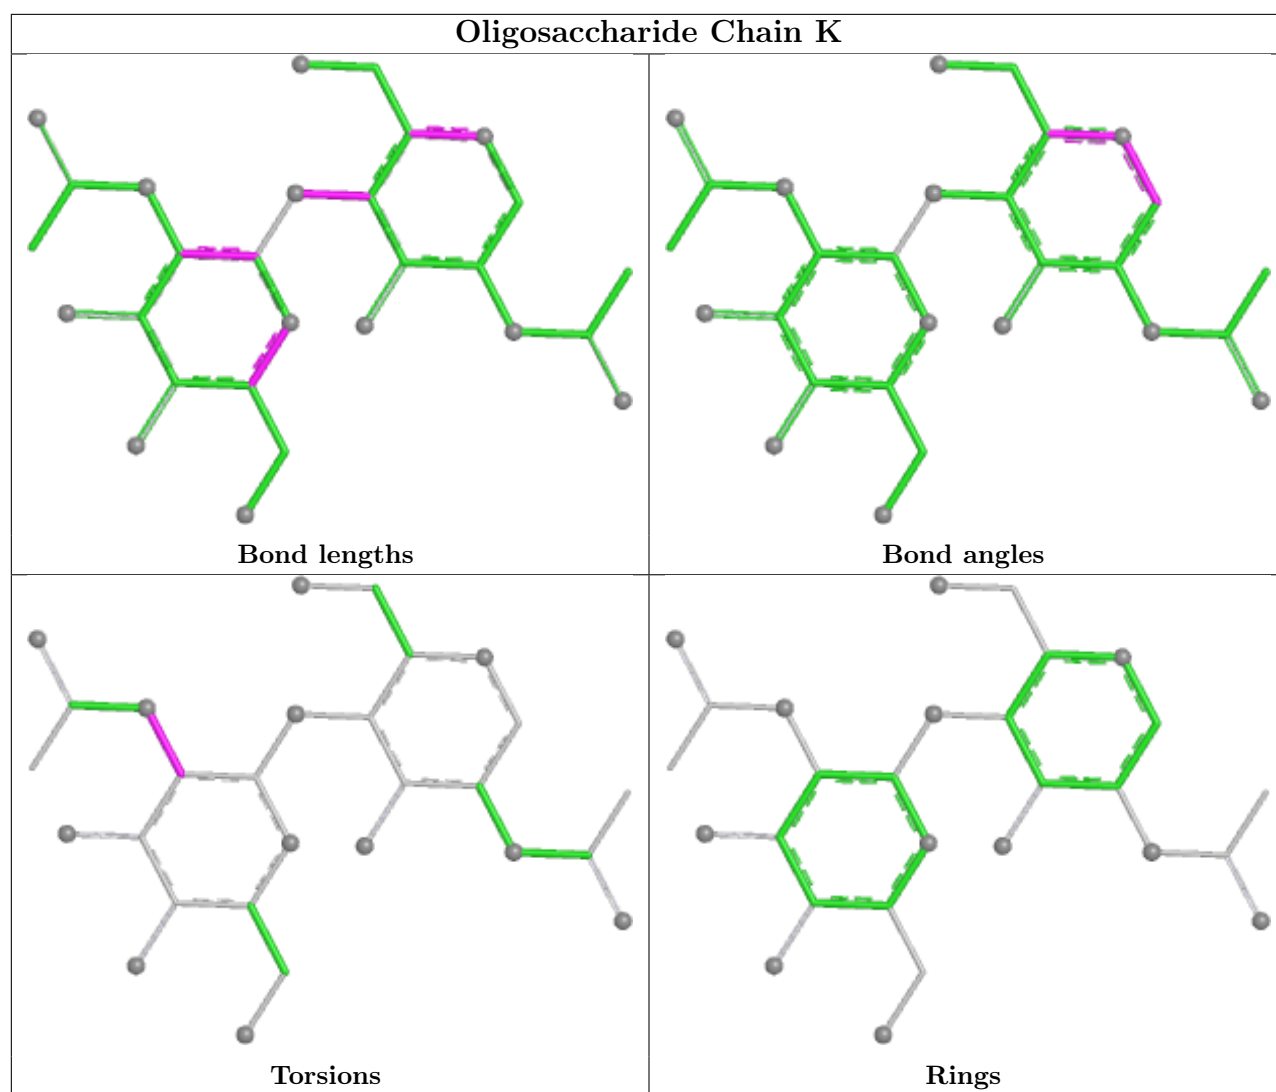 Oligosaccharide Chain K
Bond lengths
Bond angles
Torsions
Rings